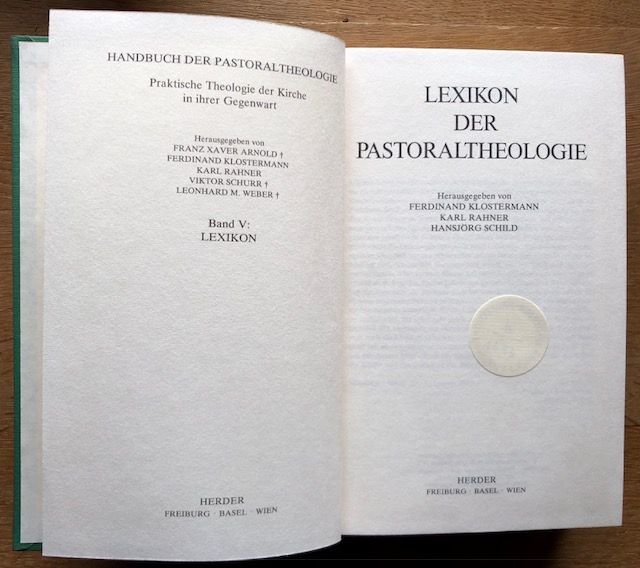 HANDBUCH DER PASTORALTHEOLOGIE
Praktische Theologie der Kirche
in ihrer Gegenwart
Herausgegeben von
FRANZ XAVER ARNOLD †
FERDINAND KLOSTERMANN
KARL RAHNER
VIKTOR SCHURR †
LEONHARD M. WEBER †
Band V:
LEXIKON
HERDER
FREIBURG · BASEL · WIEN
LEXIKON
DER
PASTORALTHEOLOGIE
Herausgegeben von
FERDINAND KLOSTERMANN
KARL RAHNER
HANSJÖRG SCHILD
HERDER
FREIBURG · BASEL · WIEN